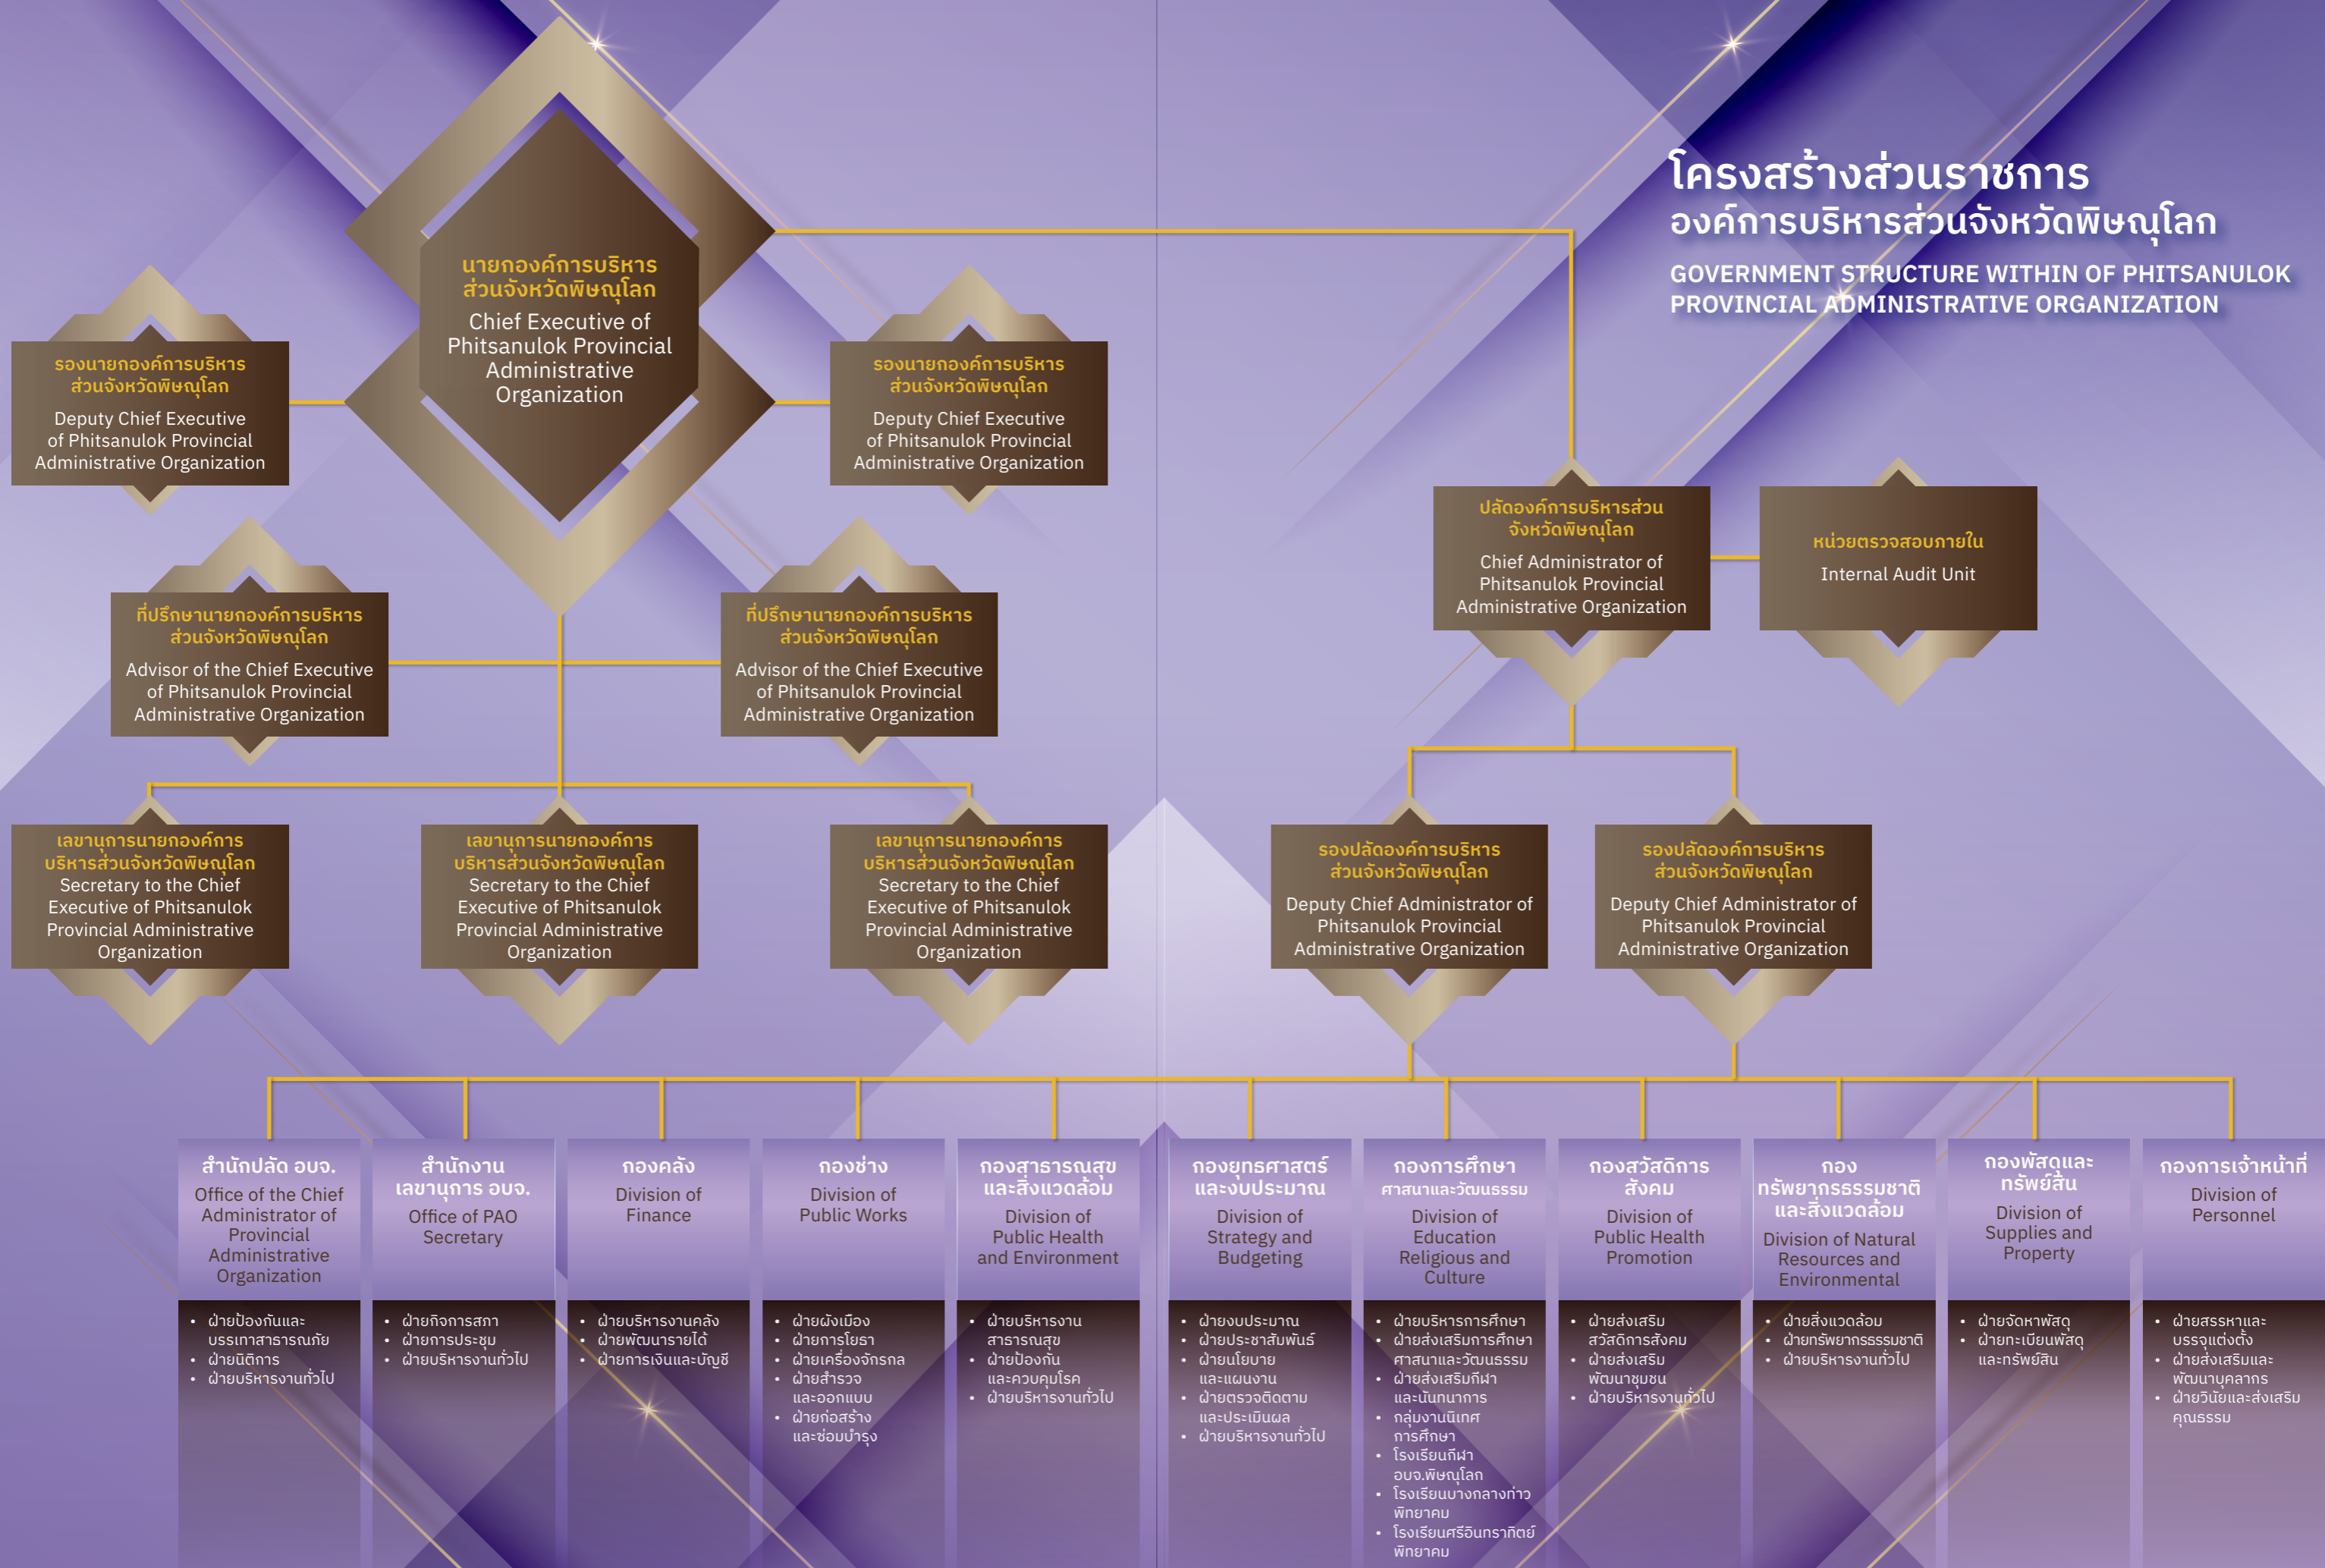 โครงสร้างส่วนราชการ
องค์การบริหารส่วนจังหวัดพิษณุโลก
GOVERNMENT STRUCTURE WITHIN OF PHITSANULOK
PROVINCIAL ADMINISTRATIVE ORGANIZATION
นายกองค์การบริหาร
ส่วนจังหวัดพิษณุโลก
Chief Executive of
Phitsanulok Provincial
Administrative
Organization
รองนายกองค์การบริหาร
ส่วนจังหวัดพิษณุโลก
Deputy Chief Executive
of Phitsanulok Provincial
Administrative Organization
รองนายกองค์การบริหาร
ส่วนจังหวัดพิษณุโลก
Deputy Chief Executive
of Phitsanulok Provincial
Administrative Organization
ปลัดองค์การบริหารส่วน
จังหวัดพิษณุโลก
Chief Administrator of
Phitsanulok Provincial
Administrative Organization
หน่วยตรวจสอบภายใน
Internal Audit Unit
ที่ปรึกษานายกองค์การบริหาร
ส่วนจังหวัดพิษณุโลก
Advisor of the Chief Executive
of Phitsanulok Provincial
Administrative Organization
ที่ปรึกษานายกองค์การบริหาร
ส่วนจังหวัดพิษณุโลก
Advisor of the Chief Executive
of Phitsanulok Provincial
Administrative Organization
เลขานุการนายกองค์การ
บริหารส่วนจังหวัดพิษณุโลก
Secretary to the Chief
Executive of Phitsanulok
Provincial Administrative
Organization
เลขานุการนายกองค์การ
บริหารส่วนจังหวัดพิษณุโลก
Secretary to the Chief
Executive of Phitsanulok
Provincial Administrative
Organization
เลขานุการนายกองค์การ
บริหารส่วนจังหวัดพิษณุโลก
Secretary to the Chief
Executive of Phitsanulok
Provincial Administrative
Organization
รองปลัดองค์การบริหาร
ส่วนจังหวัดพิษณุโลก
Deputy Chief Administrator of
Phitsanulok Provincial
Administrative Organization
รองปลัดองค์การบริหาร
ส่วนจังหวัดพิษณุโลก
Deputy Chief Administrator of
Phitsanulok Provincial
Administrative Organization
สำนักปลัด อบจ.
Office of the Chief
Administrator of
Provincial
Administrative
Organization
• ฝ่ายป้องกันและ
บรรเทาสาธารณภัย
• ฝ่ายนิติการ
• ฝ่ายบริหารงานทั่วไป
สำนักงาน
เลขานุการ อบจ.
Office of PAO
Secretary
• ฝ่ายกิจการสภา
• ฝ่ายการประชุม
• ฝ่ายบริหารงานทั่วไป
กองคลัง
Division of
Finance
• ฝ่ายบริหารงานคลัง
• ฝ่ายพัฒนารายได้
• ฝ่ายการเงินและบัญชี
กองช่าง
Division of
Public Works
• ฝ่ายผังเมือง
• ฝ่ายการโยธา
• ฝ่ายเครื่องจักรกล
• ฝ่ายสำรวจ
และออกแบบ
• ฝ่ายก่อสร้าง
และซ่อมบำรุง
กองสาธารณสุข
และสิ่งแวดล้อม
Division of
Public Health
and Environment
• ฝ่ายบริหารงาน
สาธารณสุข
• ฝ่ายป้องกัน
และควบคุมโรค
• ฝ่ายบริหารงานทั่วไป
กองยุทธศาสตร์
และงบประมาณ
Division of
Strategy and
Budgeting
• ฝ่ายงบประมาณ
• ฝ่ายประชาสัมพันธ์
• ฝ่ายนโยบาย
และแผนงาน
• ฝ่ายตรวจติดตาม
และประเมินผล
• ฝ่ายบริหารงานทั่วไป
กองการศึกษา
ศาสนาและวัฒนธรรม
Division of
Education
Religious and
Culture
• ฝ่ายบริหารการศึกษา
• ฝ่ายส่งเสริมการศึกษา
ศาสนาและวัฒนธรรม
• ฝ่ายส่งเสริมกีฬา
และนันทนาการ
• กลุ่มงานนิเทศ
การศึกษา
• โรงเรียนกีฬา
อบจ.พิษณุโลก
• โรงเรียนบางกลางท่าว
พิทยาคม
• โรงเรียนศรีอินทราทิตย์
พิทยาคม
กองสวัสดิการ
สังคม
Division of
Public Health
Promotion
• ฝ่ายส่งเสริม
สวัสดิการสังคม
• ฝ่ายส่งเสริม
พัฒนาชุมชน
• ฝ่ายบริหารงานทั่วไป
กอง
ทรัพยากรธรรมชาติ
และสิ่งแวดล้อม
Division of Natural
Resources and
Environmental
• ฝ่ายสิ่งแวดล้อม
• ฝ่ายทรัพยากรธรรมชาติ
• ฝ่ายบริหารงานทั่วไป
กองพัสดุและ
ทรัพย์สิน
Division of
Supplies and
Property
• ฝ่ายจัดหาพัสดุ
• ฝ่ายทะเบียนพัสดุ
และทรัพย์สิน
กองการเจ้าหน้าที่
Division of
Personnel
• ฝ่ายสรรหาและ
บรรจุแต่งตั้ง
• ฝ่ายส่งเสริมและ
พัฒนาบุคลากร
• ฝ่ายวินัยและส่งเสริม
คุณธรรม